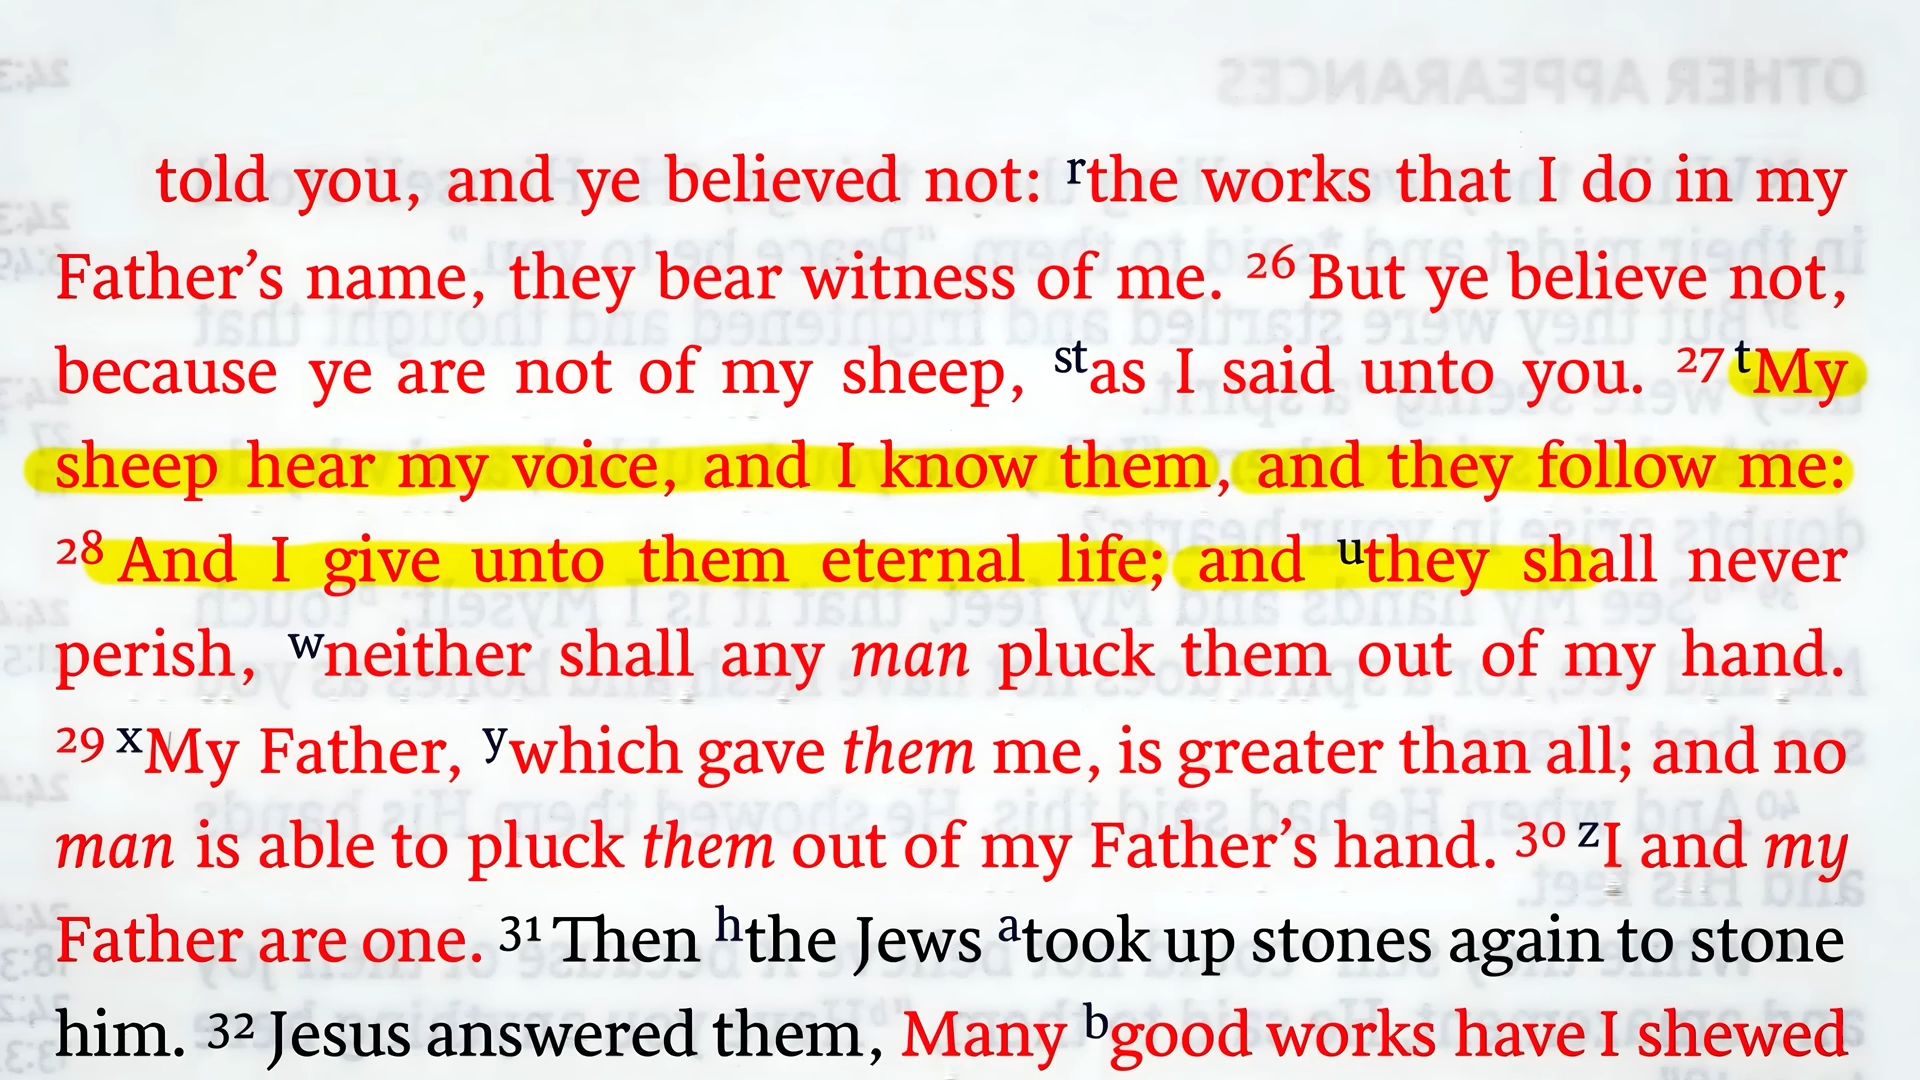 OTHER APPEARANCES
told you, and ye believed not: rthe works that I do in my
Father’s name, they bear witness of me. 26 But ye believe not,
because ye are not of my sheep, stas I said unto you. 27 tMy
sheep hear my voice, and I know them, and they follow me:
28 And I give unto them eternal life; and uthey shall never
perish, wneither shall any man pluck them out of my hand.
29 xMy Father, ywhich gave them me, is greater than all; and no
man is able to pluck them out of my Father’s hand. 30 zI and my
Father are one. 31 Then hthe Jews atook up stones again to stone
him. 32 Jesus answered them, Many bgood works have I shewed